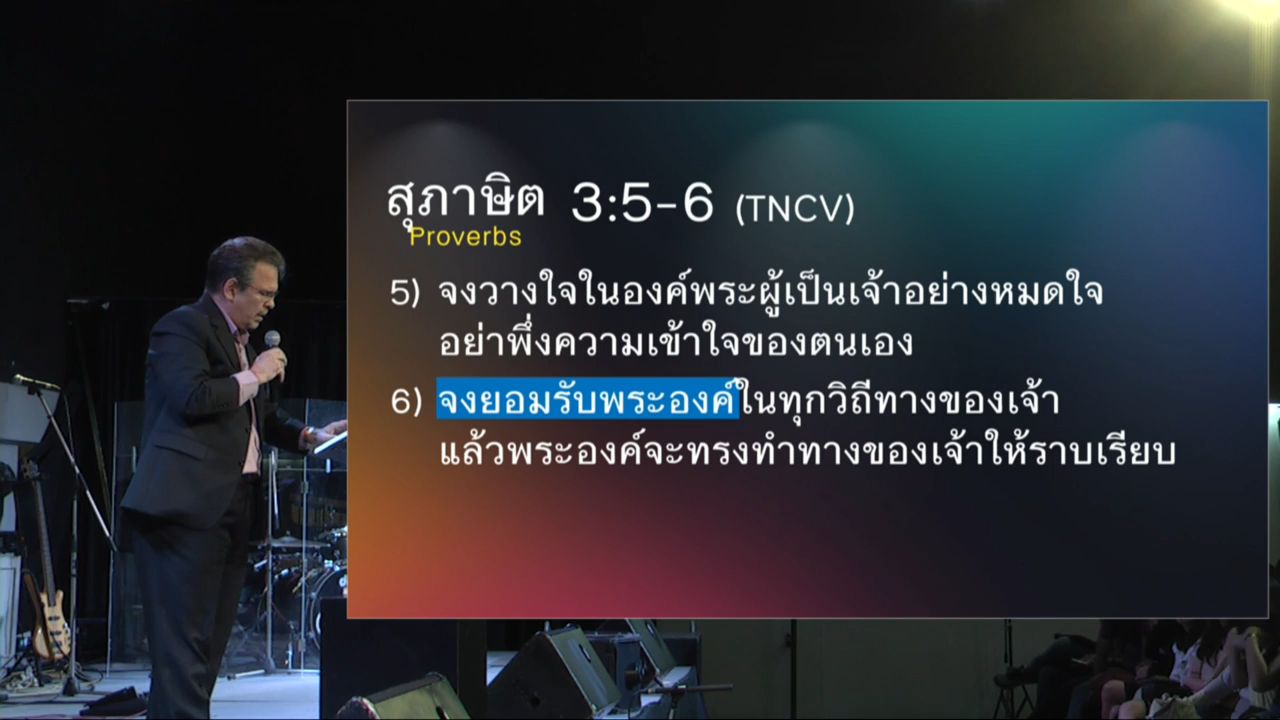 สุภาษิต 3:5-6 (TNCV)
Proverbs
5) จงวางใจในองค์พระผู้เป็นเจ้าอย่างหมดใจ
อย่าพึ่งความเข้าใจของตนเอง
6) จงยอมรับพระองค์ในทุกวิถีทางของเจ้า
แล้วพระองค์จะทรงทำทางของเจ้าให้ราบเรียบ